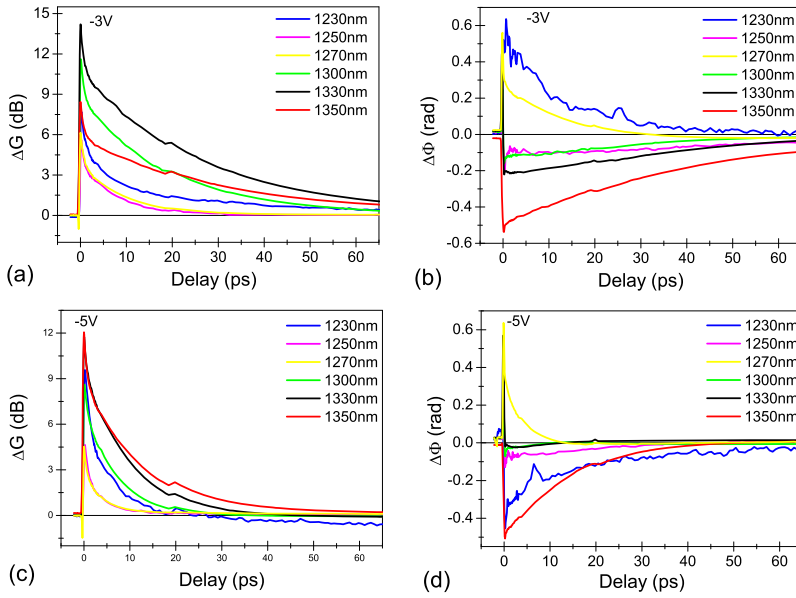 -3V
1230nm
1250nm
1270nm
1300nm
1330nm
1350nm
15
12
9
6
3
0
ΔG (dB)
0 10 20 30 40 50 60
Delay (ps)
(a)
-3V
1230nm
1250nm
1270nm
1300nm
1330nm
1350nm
0.6
0.4
0.2
0.0
-0.2
-0.4
-0.6
ΔΦ (rad)
0 10 20 30 40 50 60
Delay (ps)
(b)
-5V
1230nm
1250nm
1270nm
1300nm
1330nm
1350nm
12
9
6
3
0
ΔG (dB)
0 10 20 30 40 50 60
Delay (ps)
(c)
-5V
1230nm
1250nm
1270nm
1300nm
1330nm
1350nm
0.6
0.4
0.2
0.0
-0.2
-0.4
ΔΦ (rad)
0 10 20 30 40 50 60
Delay (ps)
(d)